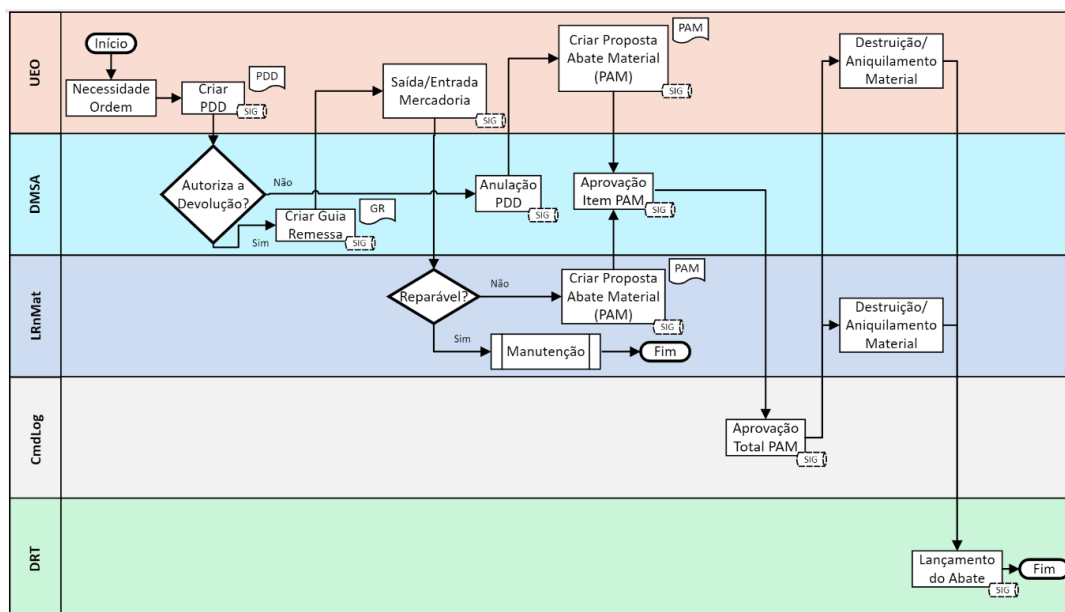 UEO
Início
Necessidade
Ordem
Criar
PDD
PDD
SIG
Saída/Entrada
Mercadoria
SIG
Criar Proposta
Abate Material
(PAM)
PAM
SIG
Destruição/
Aniquilamento
Material
DMSA
Autoriza a
Devolução?
Não
Sim
Criar Guia
Remessa
GR
SIG
Anulação
PDD
SIG
Aprovação
Item PAM
SIG
LRnMat
Reparável?
Não
Sim
Criar Proposta
Abate Material
(PAM)
PAM
SIG
Manutenção
Fim
Destruição/
Aniquilamento
Material
CmdLog
Aprovação
Total PAM
SIG
DRT
Lançamento
do Abate
SIG
Fim